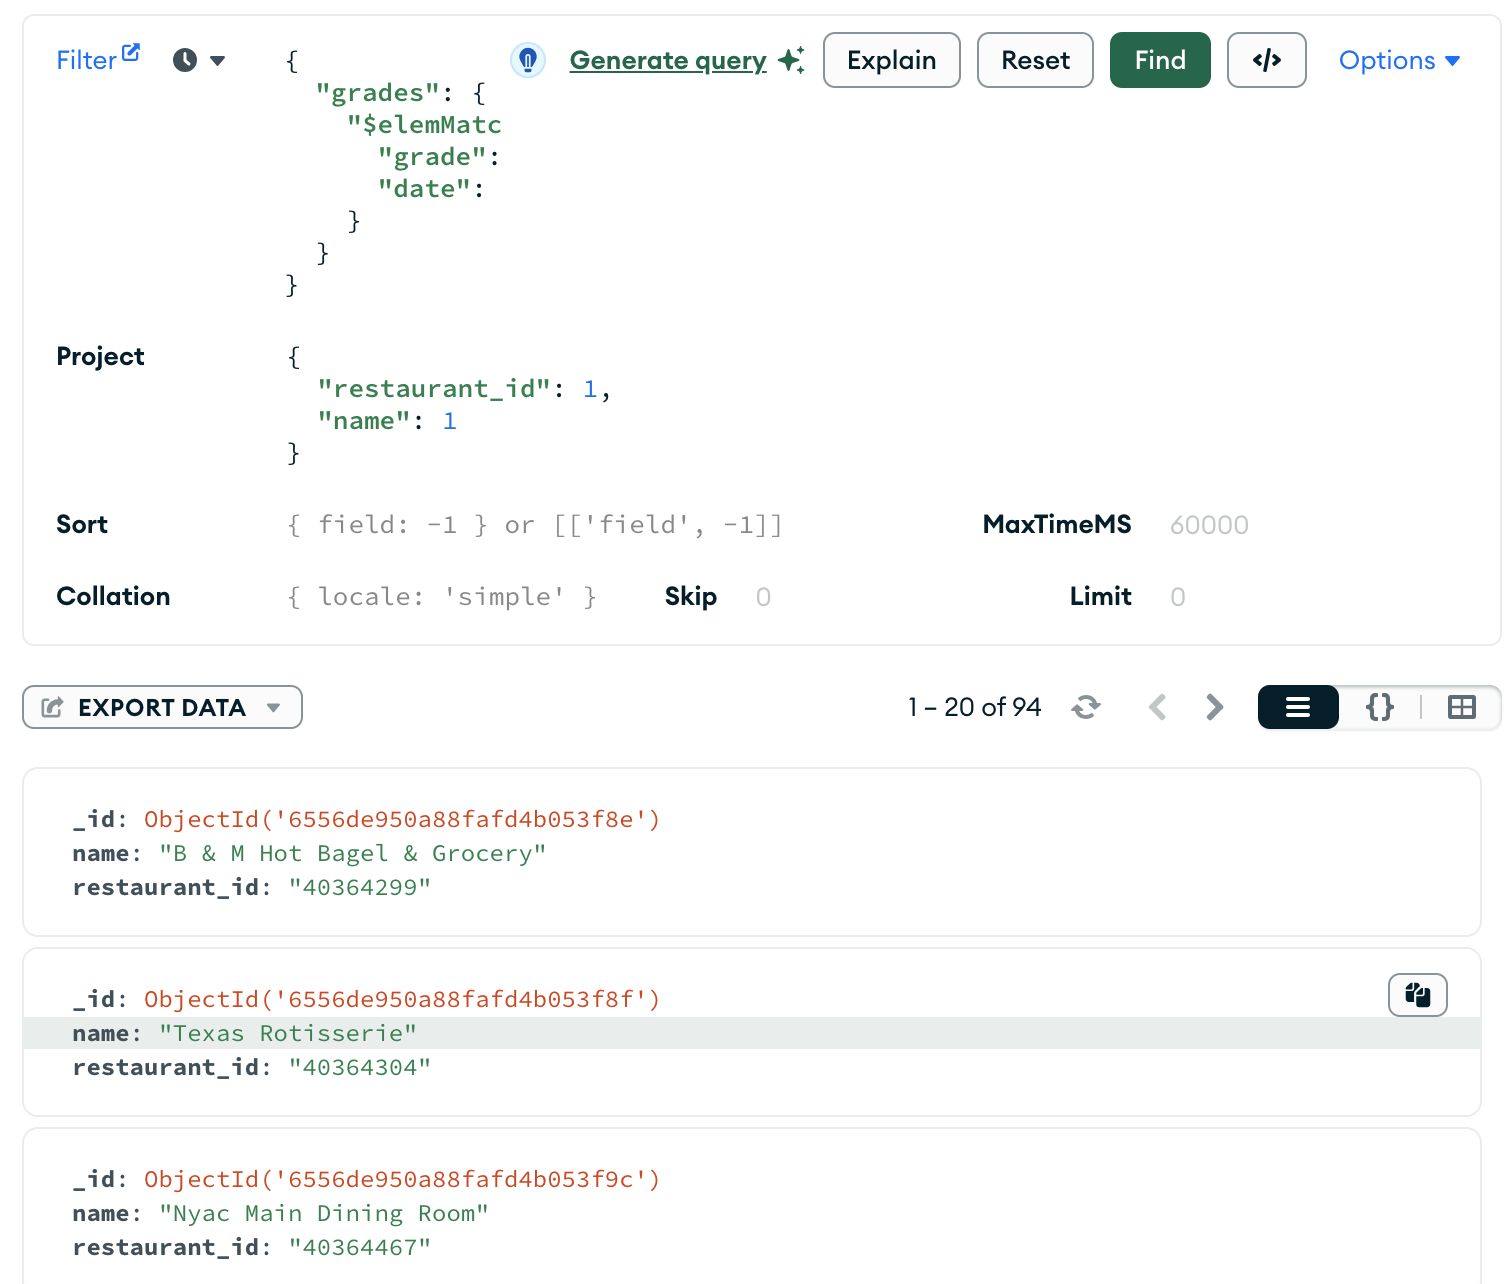 Filter { Generate query Explain Reset Find </> Options
"grades": {
"$elemMatc
"grade":
"date":
}
}
}
Project {
"restaurant_id": 1,
"name": 1
}
Sort { field: -1 } or [['field', -1]] MaxTimeMS 60000
Collation { locale: 'simple' } Skip 0 Limit 0
EXPORT DATA 1 – 20 of 94 {}
_id: ObjectId('6556de950a88fafd4b053f8e')
name: "B & M Hot Bagel & Grocery"
restaurant_id: "40364299"
_id: ObjectId('6556de950a88fafd4b053f8f')
name: "Texas Rotisserie"
restaurant_id: "40364304"
_id: ObjectId('6556de950a88fafd4b053f9c')
name: "Nyac Main Dining Room"
restaurant_id: "40364467"